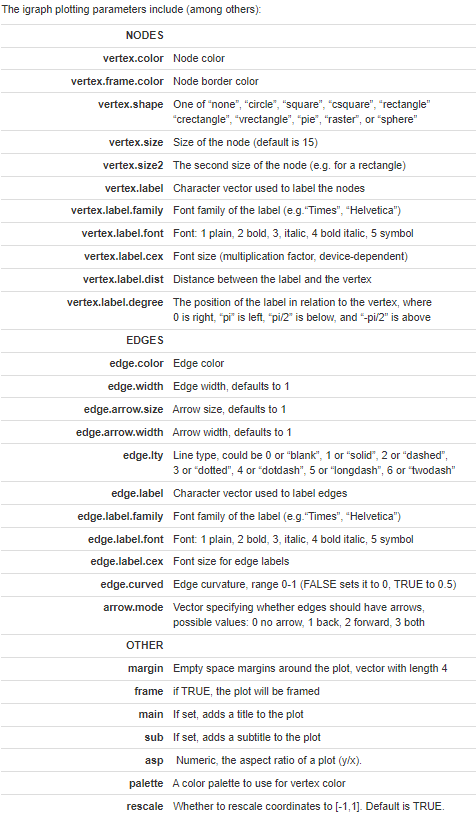 The igraph plotting parameters include (among others):
NODES
vertex.color Node color
vertex.frame.color Node border color
vertex.shape One of “none”, “circle”, “square”, “csquare”, “rectangle”
“crectangle”, “vrectangle”, “pie”, “raster”, or “sphere”
vertex.size Size of the node (default is 15)
vertex.size2 The second size of the node (e.g. for a rectangle)
vertex.label Character vector used to label the nodes
vertex.label.family Font family of the label (e.g.“Times”, “Helvetica”)
vertex.label.font Font: 1 plain, 2 bold, 3, italic, 4 bold italic, 5 symbol
vertex.label.cex Font size (multiplication factor, device-dependent)
vertex.label.dist Distance between the label and the vertex
vertex.label.degree The position of the label in relation to the vertex, where
0 is right, “pi” is left, “pi/2” is below, and “-pi/2” is above
EDGES
edge.color Edge color
edge.width Edge width, defaults to 1
edge.arrow.size Arrow size, defaults to 1
edge.arrow.width Arrow width, defaults to 1
edge.lty Line type, could be 0 or “blank”, 1 or “solid”, 2 or “dashed”,
3 or “dotted”, 4 or “dotdash”, 5 or “longdash”, 6 or “twodash”
edge.label Character vector used to label edges
edge.label.family Font family of the label (e.g.“Times”, “Helvetica”)
edge.label.font Font: 1 plain, 2 bold, 3, italic, 4 bold italic, 5 symbol
edge.label.cex Font size for edge labels
edge.curved Edge curvature, range 0-1 (FALSE sets it to 0, TRUE to 0.5)
arrow.mode Vector specifying whether edges should have arrows,
possible values: 0 no arrow, 1 back, 2 forward, 3 both
OTHER
margin Empty space margins around the plot, vector with length 4
frame if TRUE, the plot will be framed
main If set, adds a title to the plot
sub If set, adds a subtitle to the plot
asp Numeric, the aspect ratio of a plot (y/x).
palette A color palette to use for vertex color
rescale Whether to rescale coordinates to [-1,1]. Default is TRUE.